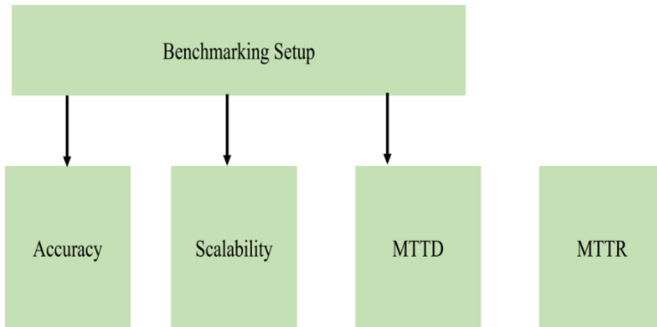 Benchmarking Setup
Accuracy
Scalability
MTTD
MTTR